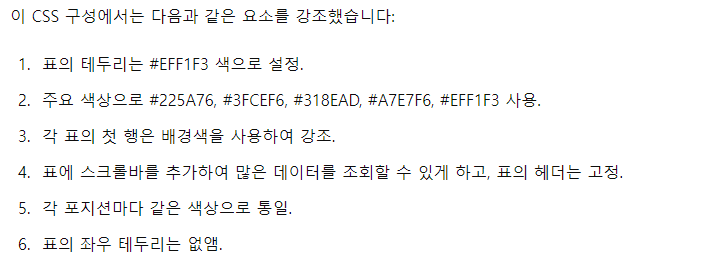 이 CSS 구성에서는 다음과 같은 요소를 강조했습니다:
1. 표의 테두리는 #EFF1F3 색으로 설정.
2. 주요 색상으로 #225A76, #3FCEF6, #318EAD, #A7E7F6, #EFF1F3 사용.
3. 각 표의 첫 행은 배경색을 사용하여 강조.
4. 표에 스크롤바를 추가하여 많은 데이터를 조회할 수 있게 하고, 표의 헤더는 고정.
5. 각 포지션마다 같은 색상으로 통일.
6. 표의 좌우 테두리는 없앰.